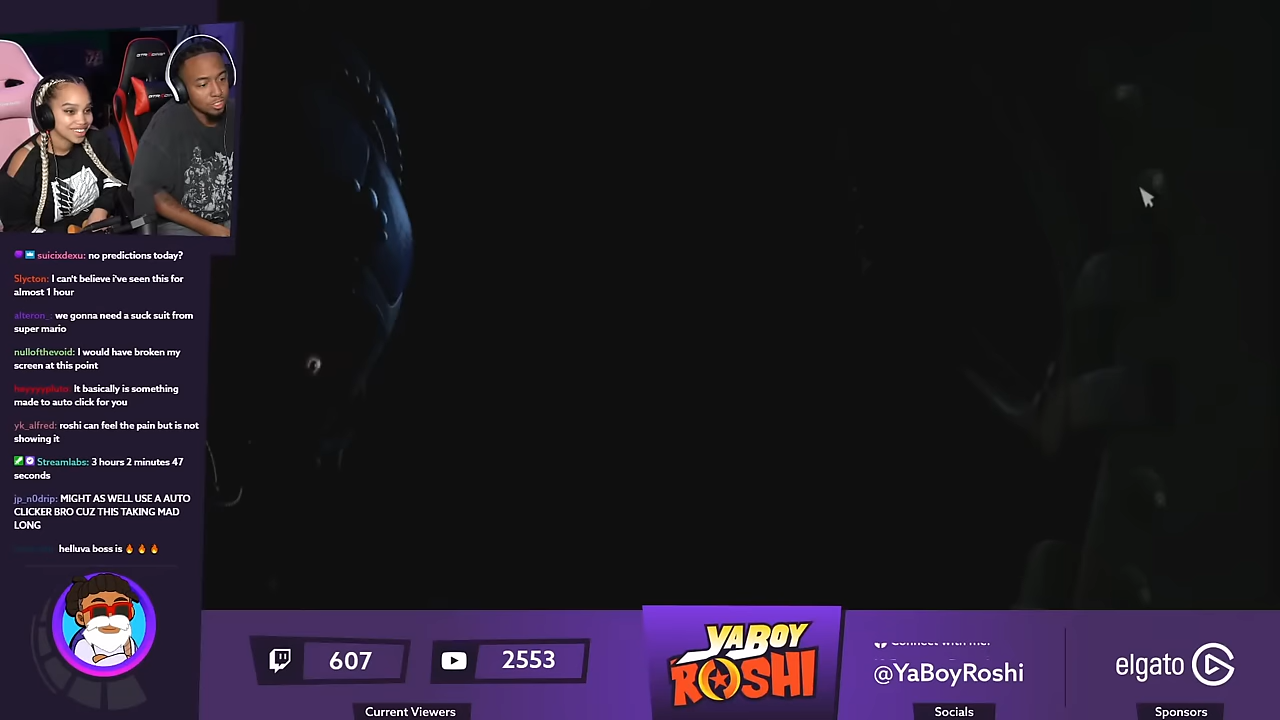 suicixdexu: no predictions today?
Slycton: I can't believe i've seen this for
almost 1 hour
alteron_: we gonna need a suck suit from
super mario
nullofthevoid: I would have broken my
screen at this point
heyyyypluto: It basically is something
made to auto click for you
yk_alfred: roshi can feel the pain but is not
showing it
Streamlabs: 3 hours 2 minutes 47
seconds
jp_n0drip: MIGHT AS WELL USE A AUTO
CLICKER BRO CUZ THIS TAKING MAD
LONG
helluva boss is 🔥 🔥 🔥
607
2553
Current Viewers
YABOY
ROSHI
Connect with me!
@YaBoyRoshi
Socials
elgato
Sponsors